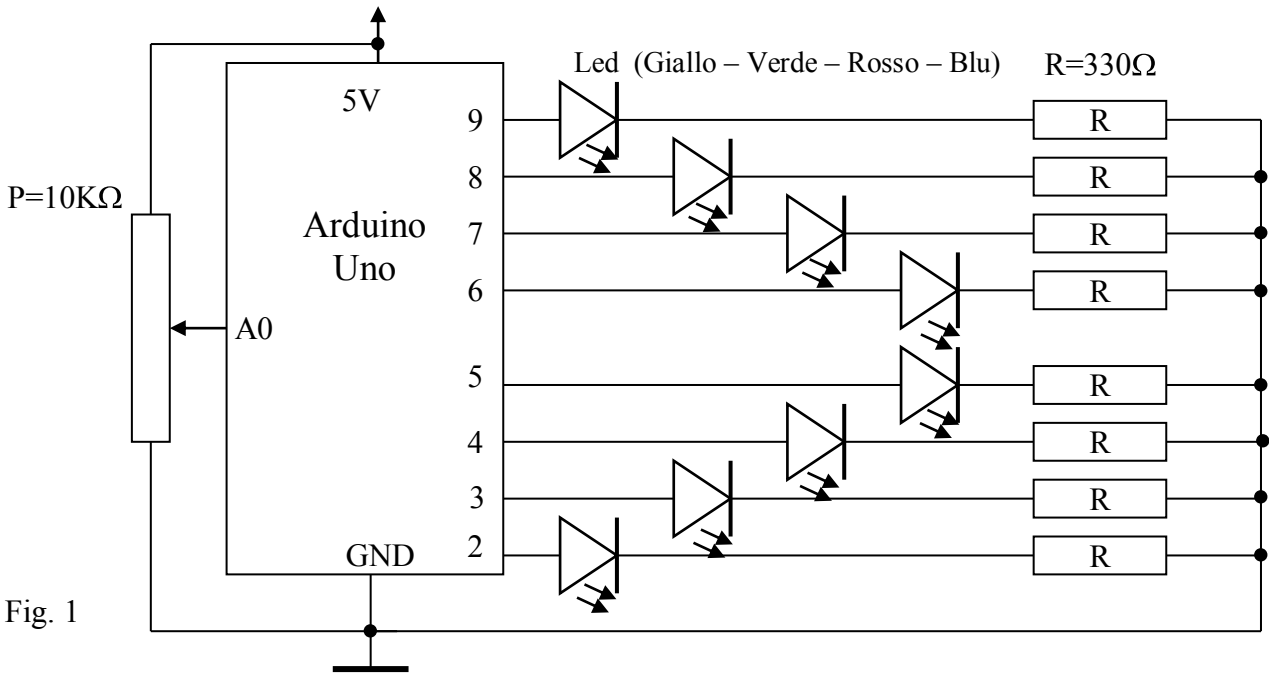 Led (Giallo – Verde – Rosso – Blu) R=330Ω
5V
9 R
8 R
P=10KΩ
7 R
Arduino
Uno
6 R
A0
5 R
4 R
3 R
2 R
GND
Fig. 1